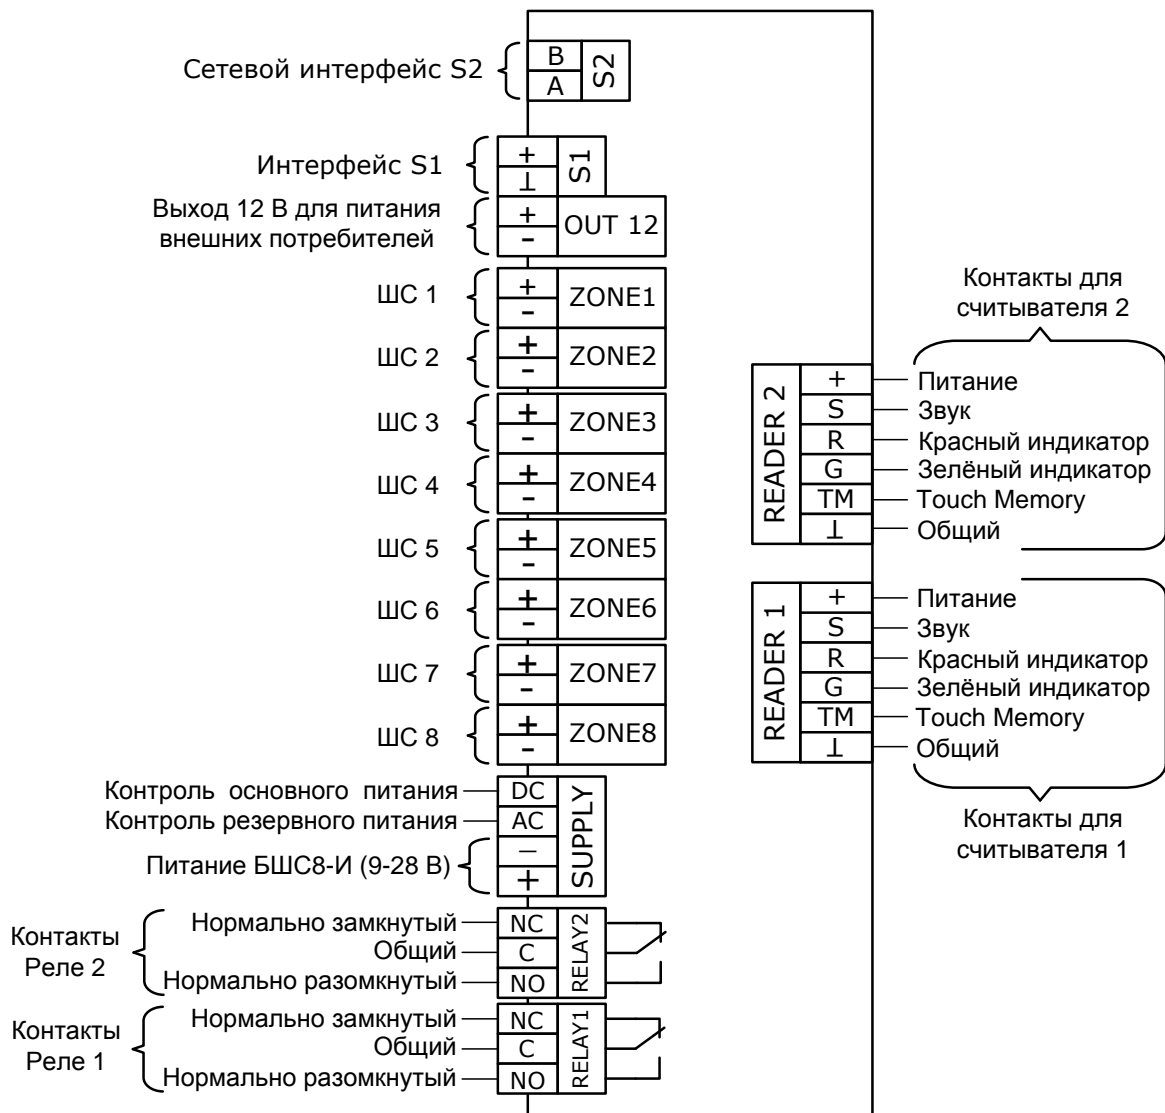 Сетевой интерфейс S2
B
A
S2
Интерфейс S1
+
⊥
S1
Выход 12 В для питания
внешних потребителей
+
-
OUT 12
ШС 1
+
-
ZONE1
ШС 2
+
-
ZONE2
ШС 3
+
-
ZONE3
ШС 4
+
-
ZONE4
ШС 5
+
-
ZONE5
ШС 6
+
-
ZONE6
ШС 7
+
-
ZONE7
ШС 8
+
-
ZONE8
Контроль основного питания
DC
Контроль резервного питания
AC
Питание БШС8-И (9-28 В)
–
+
SUPPLY
Контакты
Реле 2
Нормально замкнутый
NC
Общий
C
Нормально разомкнутый
NO
RELAY2
Контакты
Реле 1
Нормально замкнутый
NC
Общий
C
Нормально разомкнутый
NO
RELAY1
Контакты для
считывателя 2
READER 2
+
Питание
S
Звук
R
Красный индикатор
G
Зелёный индикатор
TM
Touch Memory
⊥
Общий
READER 1
+
Питание
S
Звук
R
Красный индикатор
G
Зелёный индикатор
TM
Touch Memory
⊥
Общий
Контакты для
считывателя 1